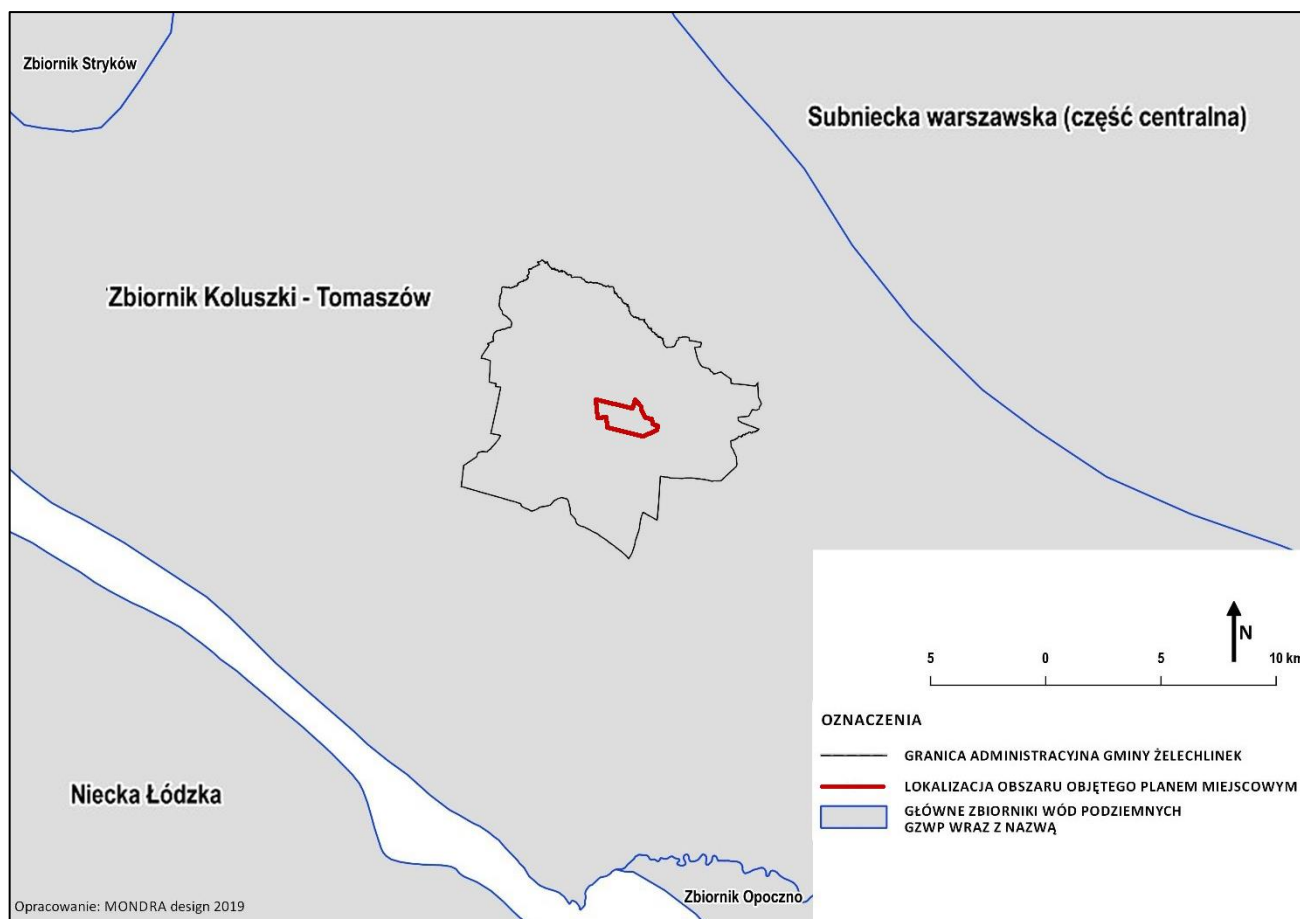 Zbiornik Stryków
Subniecka warszawska (część centralna)
Zbiornik Koluszki - Tomaszów
Niecka Łódzka
Zbiornik Opoczno
N
5 0 5 10 km
OZNACZENIA
GRANICA ADMINISTRACYJNA GMINY ŻELECHLINEK
LOKALIZACJA OBSZARU OBJĘTEGO PLANEM MIEJSCOWYM
GŁÓWNE ZBIORNIKI WÓD PODZIEMNYCH
GZWP WRAZ Z NAZWĄ
Opracowanie: MONDRA design 2019